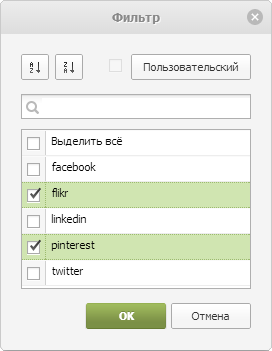 Фильтр
A
Z
Z
A
Пользовательский
Выделить всё
facebook
flikr
linkedin
pinterest
twitter
OK
Отмена